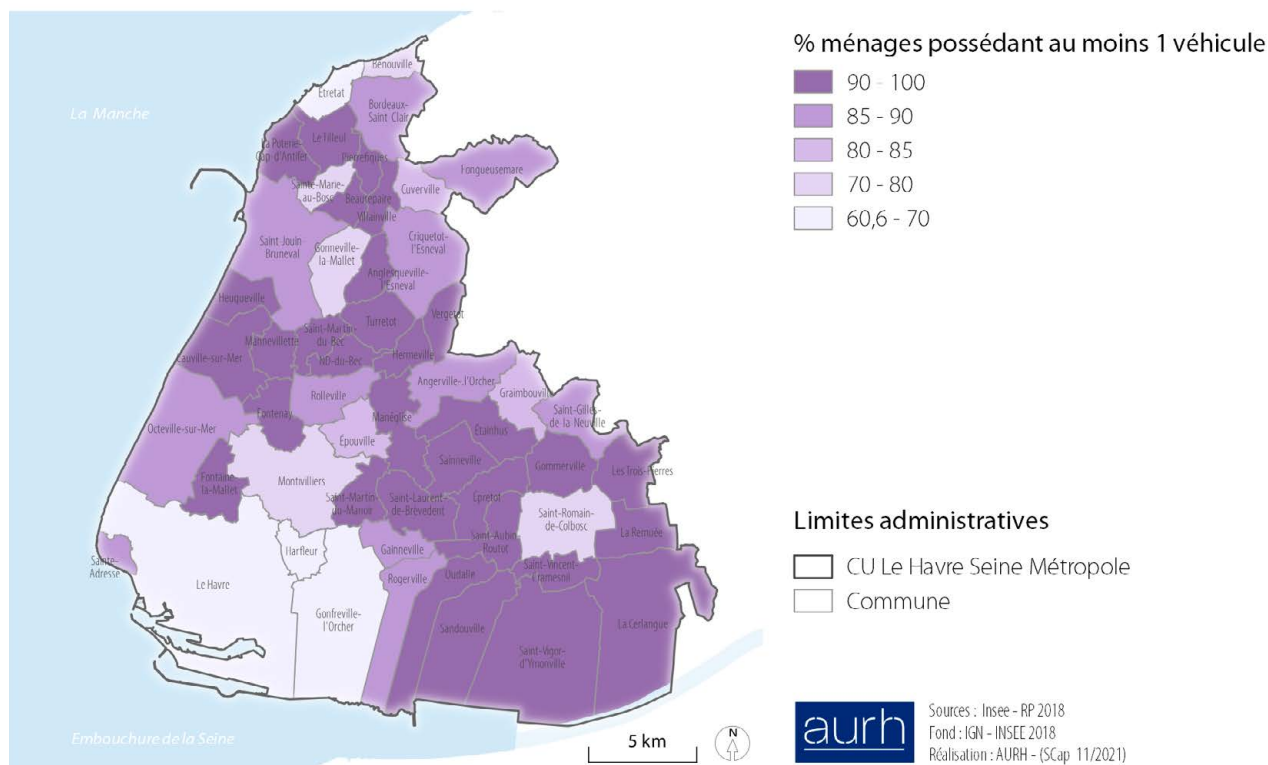 % ménages possédant au moins 1 véhicule
90 - 100
85 - 90
80 - 85
70 - 80
60,6 - 70
Limites administratives
CU Le Havre Seine Métropole
Commune
aurh
Sources : Insee - RP 2018
Fond : IGN - INSEE 2018
Réalisation : AURH - (SCap 11/2021)
La Manche
Embouchure de la Seine
5 km
N
Bénouville
Etretat
Bordeaux-
Saint Clair
Le Tilleul
La Poterie-
Cap-d'Antifer
Pierrefiques
Fongueusemare
Sainte-Marie-
au-Bosc
Cuverville
Beaurepaire
Villainville
Saint Jouin-
Bruneval
Gonneville-
la-Mallet
Criquetot-
l'Esneval
Anglesqueville-
l'Esneval
Heugueville
Vergetot
Turretot
Saint-Martin-
du-Bec
Mannevillette
Cauville-sur-Mer
ND-du-Bec
Hermeville
Angerville-l'Orcher
Graimbouville
Rolleville
Saint-Gilles-
de-la Neuville
Fontenay
Manéglise
Octeville-sur-Mer
Étainhus
Épouville
Sainneville
Gommerville
Les Trois-Pierres
Fontaine-
la-Mallet
Montivilliers
Saint-Martin-
du-Manoir
Saint-Laurent-
de-Brèvedent
Épretot
Saint-Romain-
de-Colbosc
La Remuée
Saint-Aubin-
Routot
Harfleur
Gainneville
Sainte-
Adresse
Le Havre
Rogerville
Oudalle
Saint-Vincent-
Cramesnil
Gonfreville-
l'Orcher
Sandouville
La Cerlangue
Saint-Vigor-
d'Ymonville